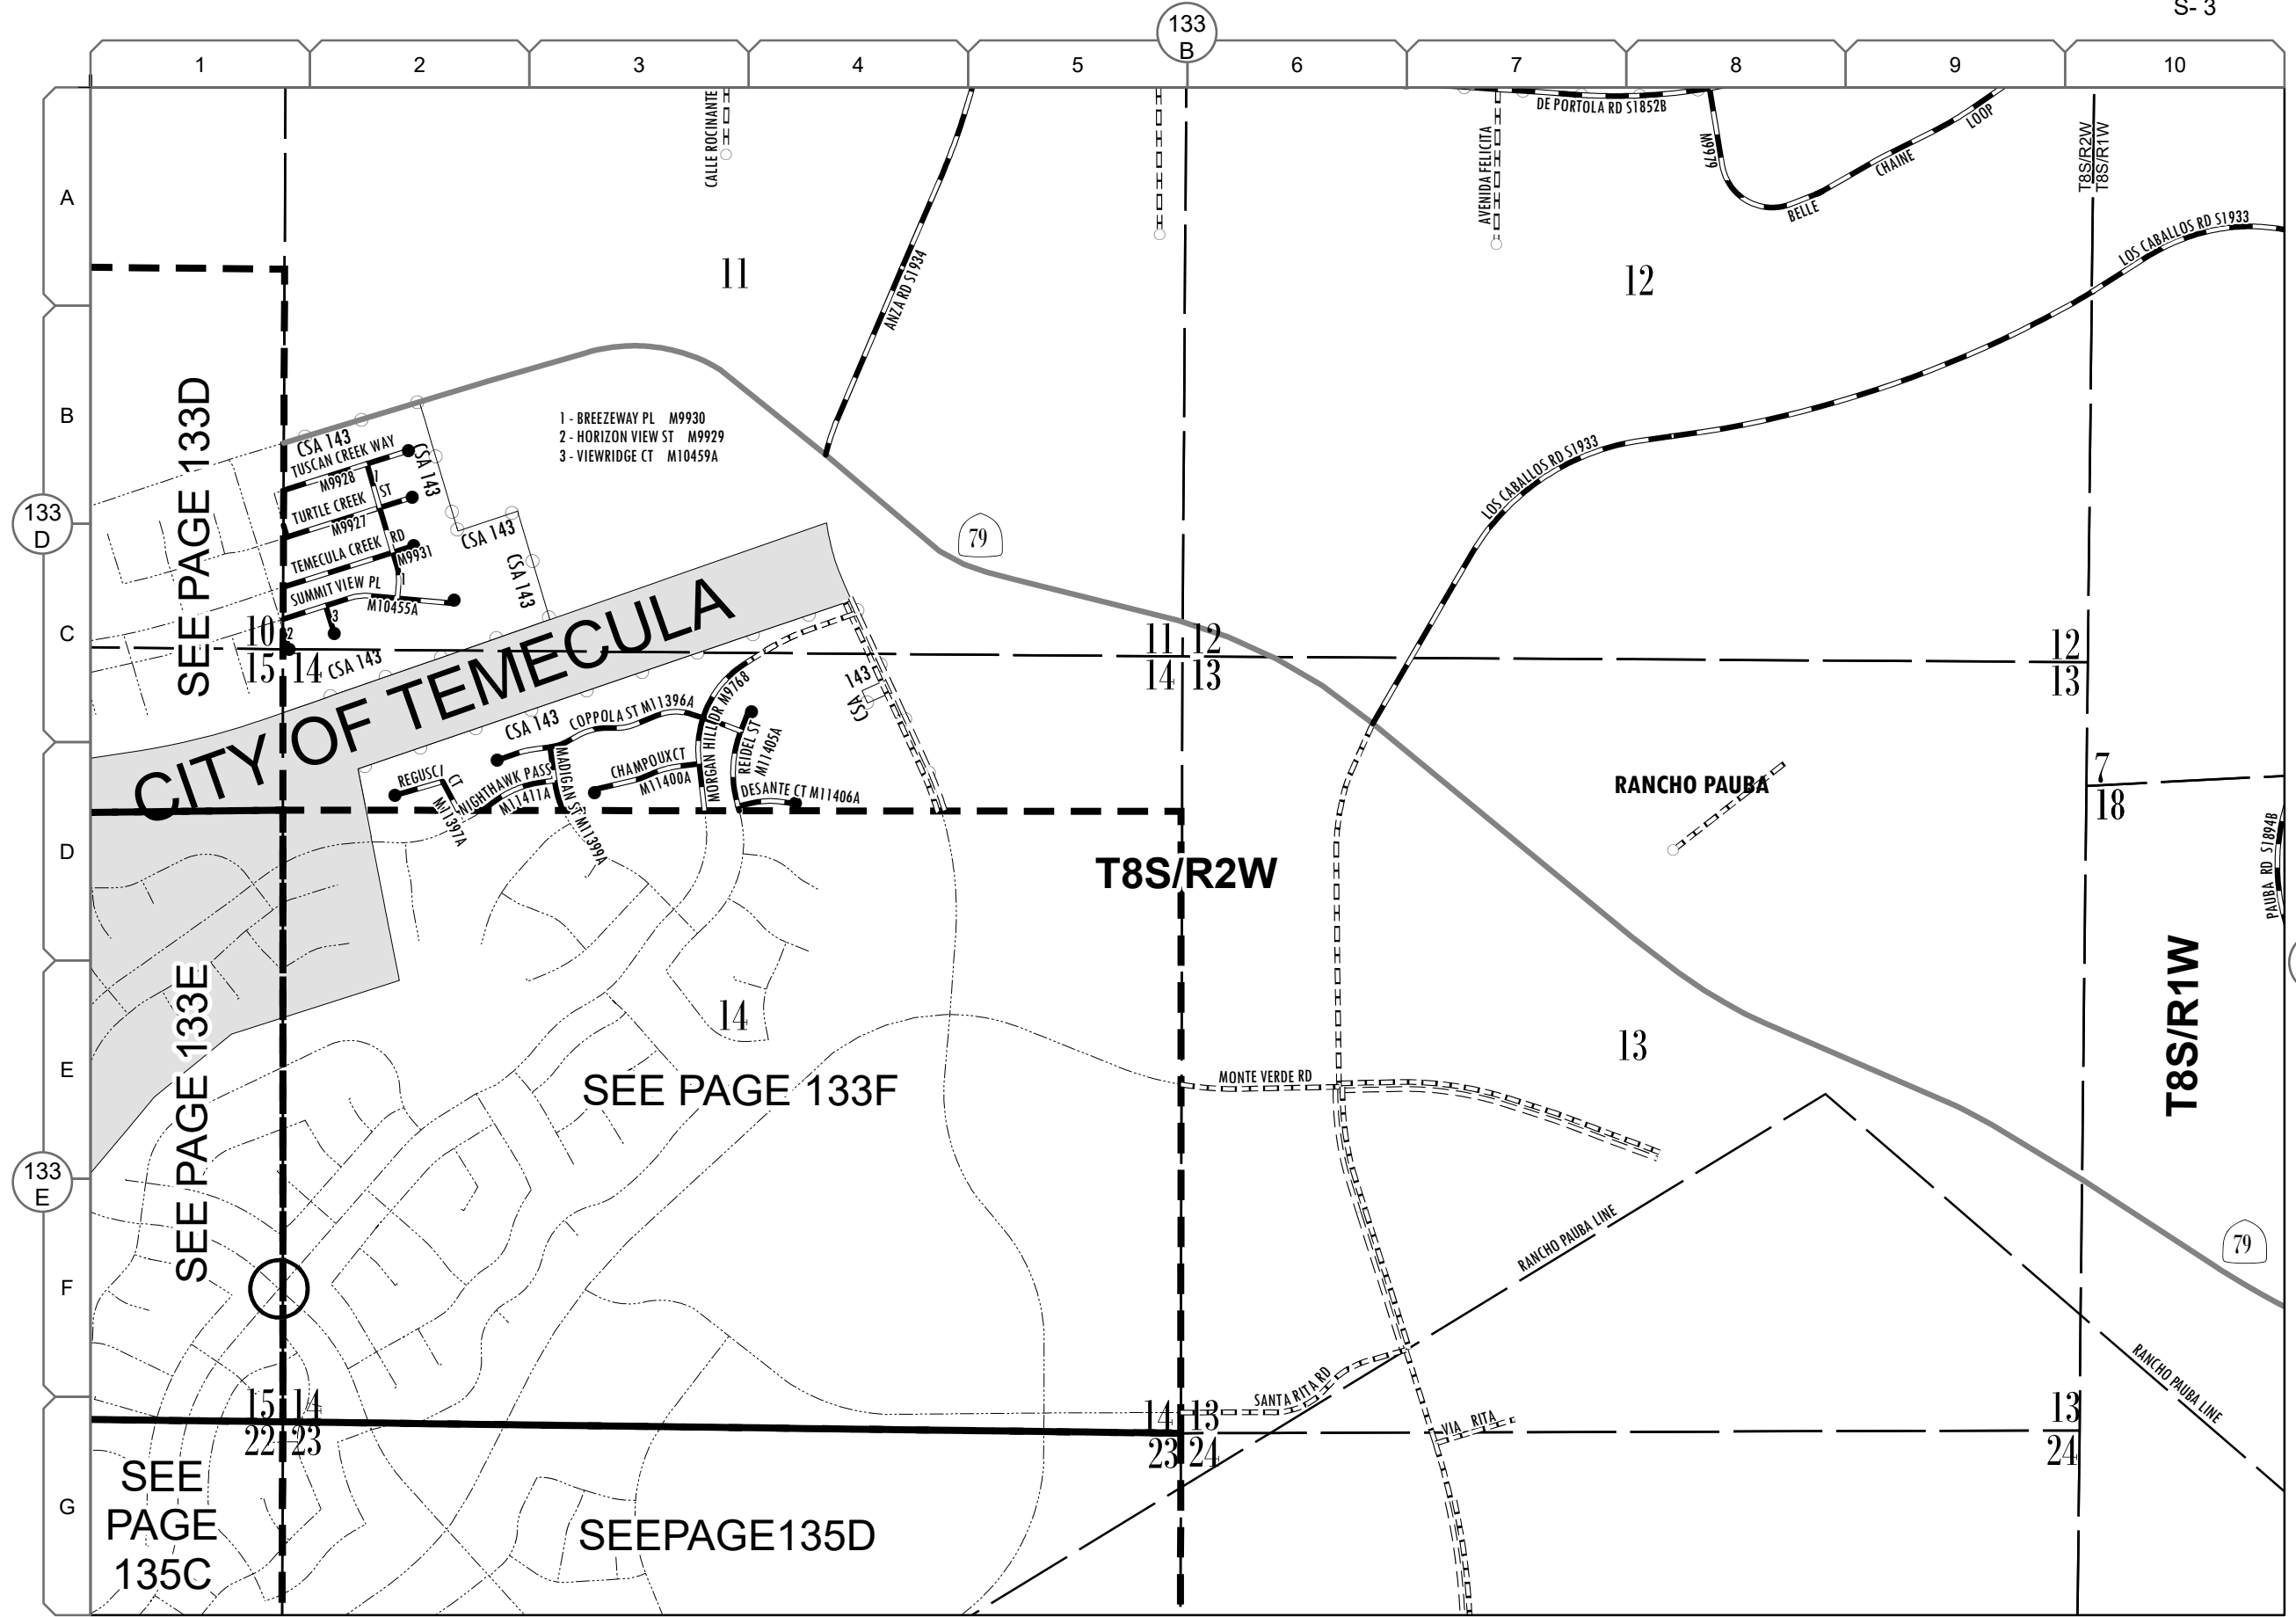 S- 3
133
B
1
2
3
4
5
6
7
8
9
10
A
B
C
D
E
F
G
133
D
133
E
CALLE ROCINANTE
ANZA RD S1934
AVENIDA FELICITA
DE PORTOLA RD S1852B
M9979
BELLE
CHAINE
LOOP
T8S/R2W
T8S/R1W
LOS CABALLOS RD S1933
11
12
SEE PAGE 133D
1 - BREEZEWAY PL M9930
2 - HORIZON VIEW ST M9929
3 - VIEWRIDGE CT M10459A
CSA 143
TUSCAN CREEK WAY
M9928
CSA 143
1
TURTLE CREEK ST
M9927
CSA 143
TEMECULA CREEK RD
M9931
CSA 143
1
SUMMIT VIEW PL
M10455A
3
2
LOS CABALLOS RD S1933
79
10
15 14
CSA 143
11 12
14 13
12
13
CITY OF TEMECULA
CSA 143
CSA 143
COPPOLA ST M11396A
MORGAN HILL DR M9768
REIDEL ST
M11405A
REGUSCI CT
M11397A
NIGHTHAWK PASS
M11411A
MADIGAN ST M11399A
CHAMPOUX CT
M11400A
DESANTE CT M11406A
RANCHO PAUBA
7
18
PAUBA RD S1894B
T8S/R2W
T8S/R1W
SEE PAGE 133E
14
13
SEE PAGE 133F
MONTE VERDE RD
RANCHO PAUBA LINE
79
RANCHO PAUBA LINE
SANTA RITA RD
VIA RITA
15 14
22 23
14 13
23 24
13
24
SEE
PAGE
135C
SEEPAGE135D